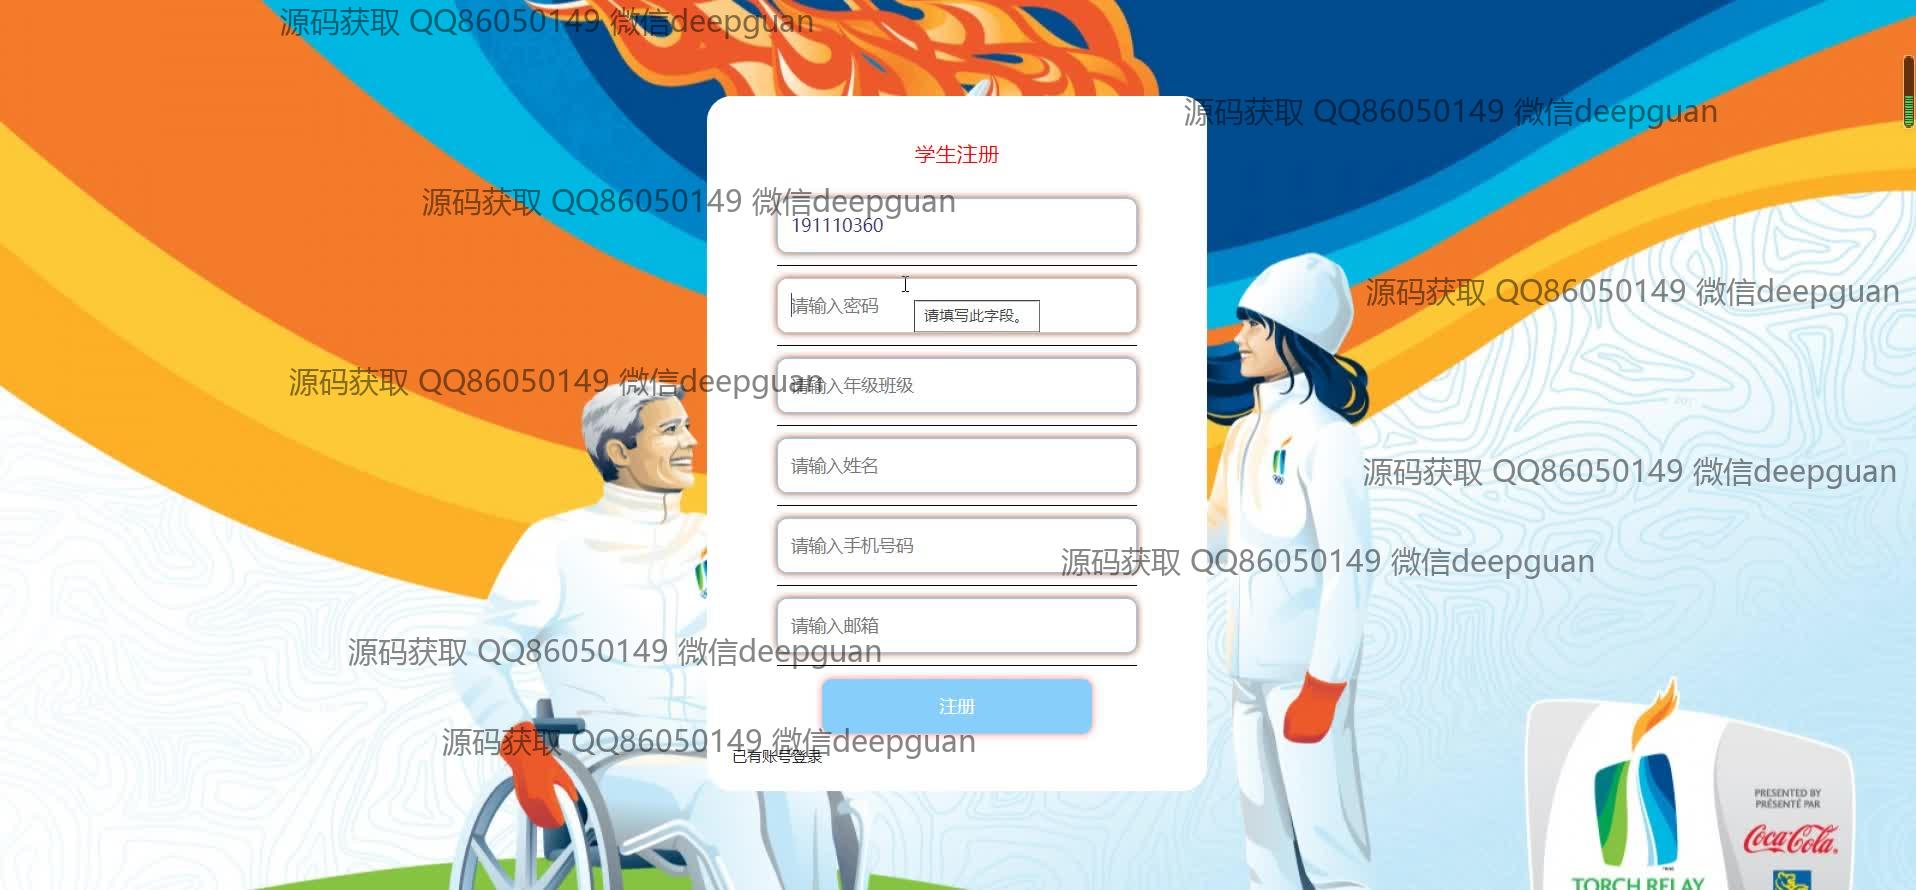 源码获取 QQ86050149 微信deepguan
源码获取 QQ86050149 微信deepguan
学生注册
源码获取 QQ86050149 微信deepguan
191110360
源码获取 QQ86050149 微信deepguan
请输入密码
请填写此字段。
源码获取 QQ86050149 微信deepguan
请输入年级班级
请输入姓名
源码获取 QQ86050149 微信deepguan
请输入手机号码
源码获取 QQ86050149 微信deepguan
请输入邮箱
源码获取 QQ86050149 微信deepguan
注册
源码获取 QQ86050149 微信deepguan
已有账号登录
PRESENTED BY
PRÉSENTÉ PAR
Coca-Cola
TORCH RELAY